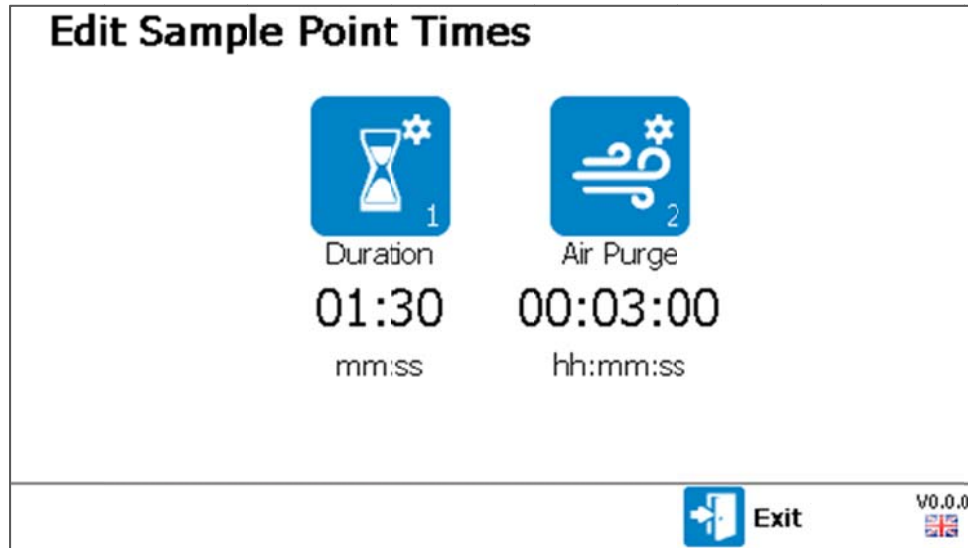 Edit Sample Point Times
1
2
Duration
Air Purge
01:30
00:03:00
mm:ss
hh:mm:ss
Exit
V0.0.0